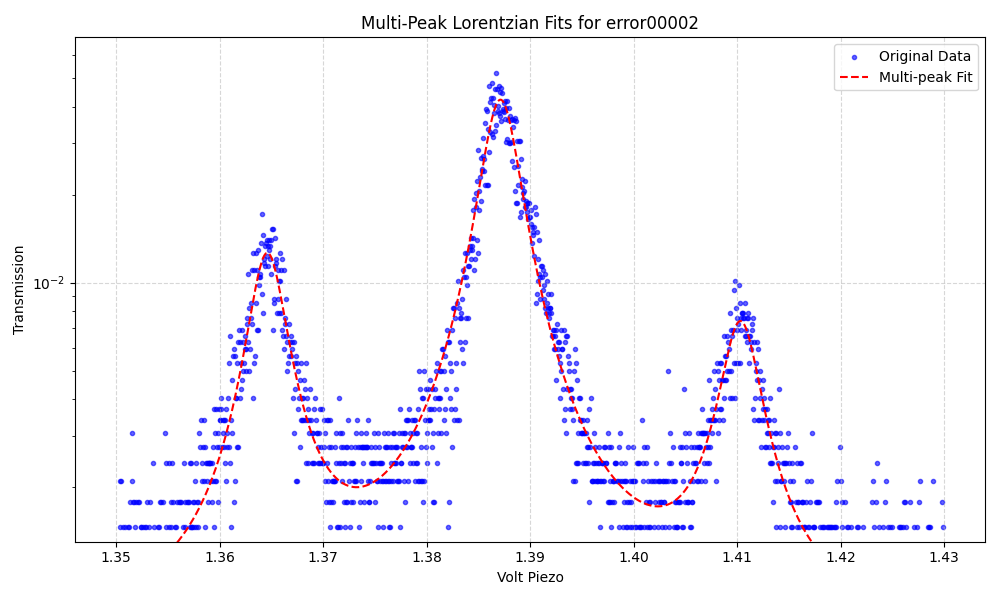 Multi-Peak Lorentzian Fits for error00002
Original Data
Multi-peak Fit
Transmission
10⁻²
1.35 1.36 1.37 1.38 1.39 1.40 1.41 1.42 1.43
Volt Piezo